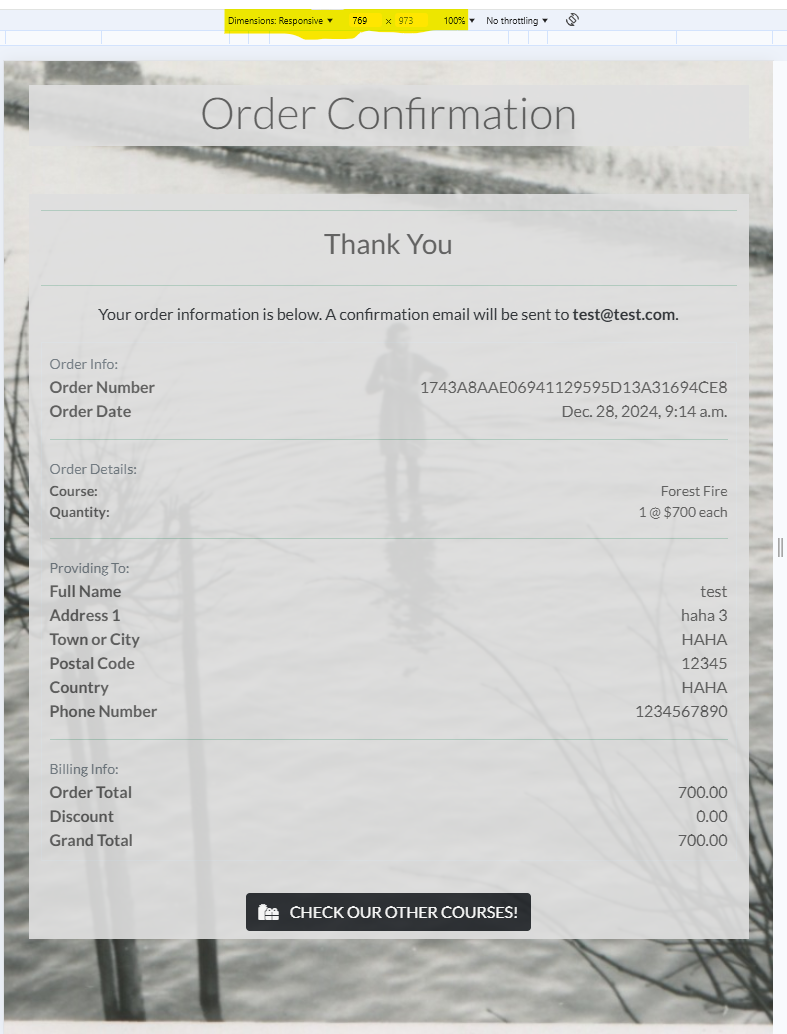 Dimensions: Responsive 769 × 973 100% No throttling
Order Confirmation
Thank You
Your order information is below. A confirmation email will be sent to test@test.com.
Order Info:
Order Number 1743A8AAE06941129595D13A31694CE8
Order Date Dec. 28, 2024, 9:14 a.m.
Order Details:
Course: Forest Fire
Quantity: 1 @ $700 each
Providing To:
Full Name test
Address 1 haha 3
Town or City HAHA
Postal Code 12345
Country HAHA
Phone Number 1234567890
Billing Info:
Order Total 700.00
Discount 0.00
Grand Total 700.00
CHECK OUR OTHER COURSES!